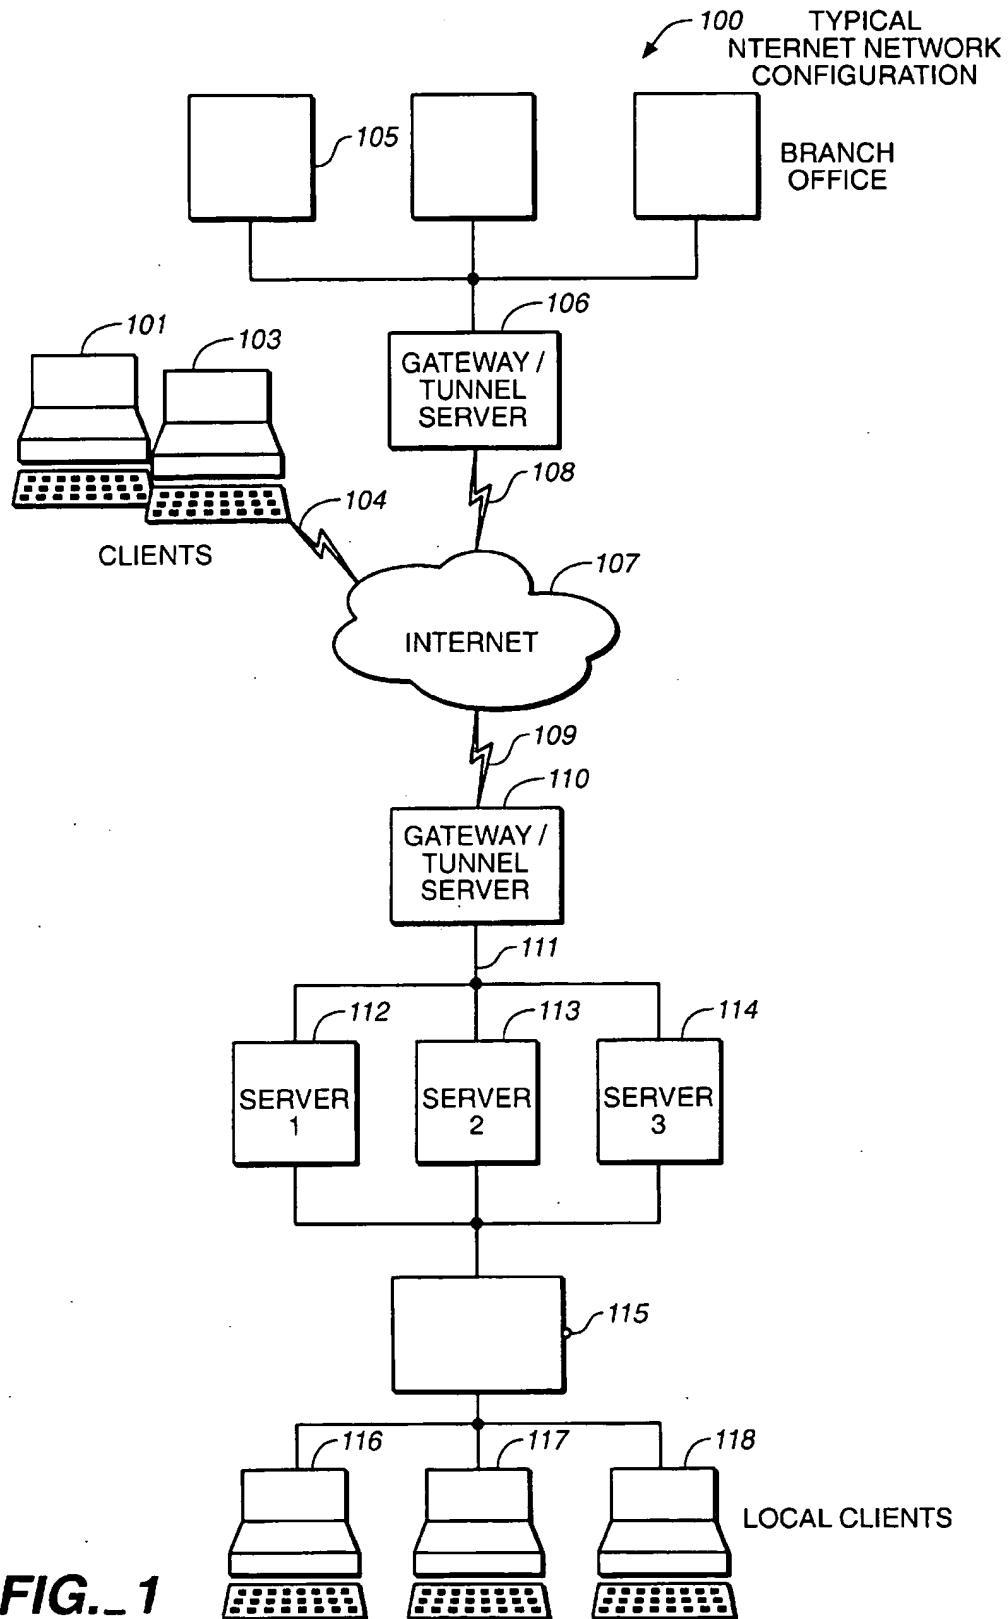 100 TYPICAL
NTERNET NETWORK
CONFIGURATION
105
BRANCH
OFFICE
106
101
103
GATEWAY /
TUNNEL
SERVER
108
104
CLIENTS
107
INTERNET
109
110
GATEWAY /
TUNNEL
SERVER
111
112
113
114
SERVER
1
SERVER
2
SERVER
3
115
116
117
118
LOCAL CLIENTS
FIG._1